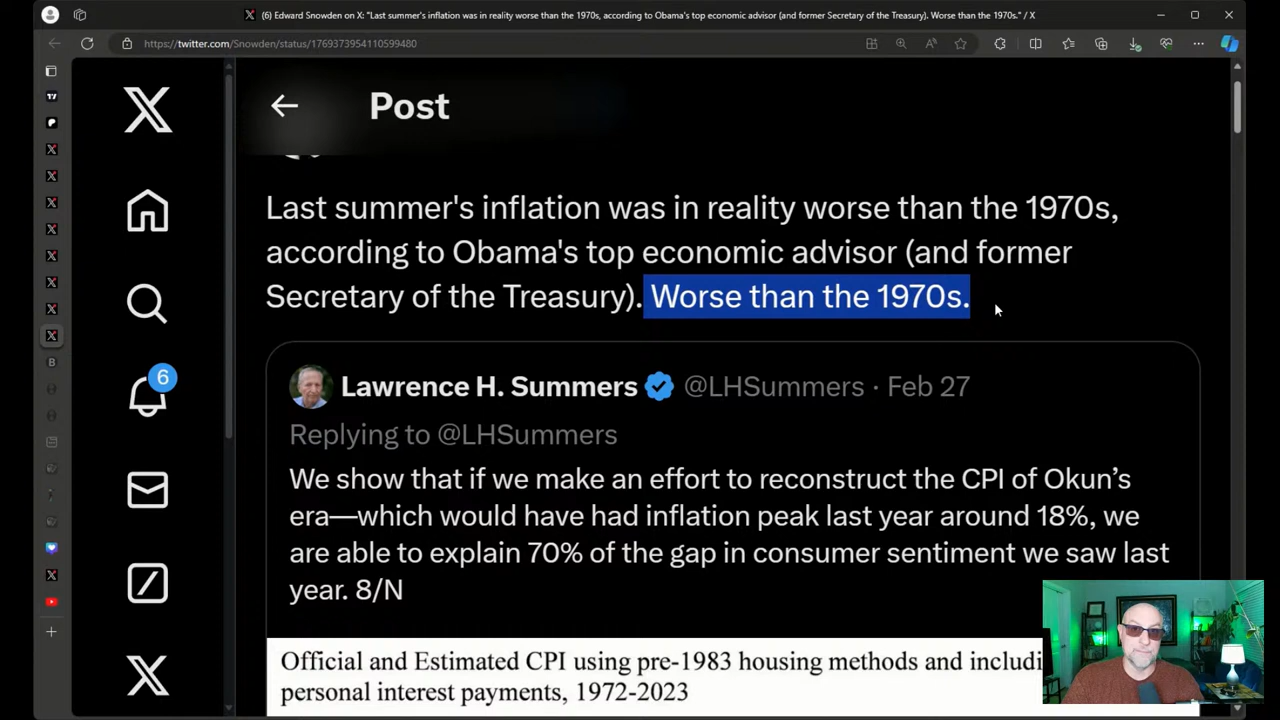 (6) Edward Snowden on X: "Last summer's inflation was in reality worse than the 1970s, according to Obama's top economic advisor (and former Secretary of the Treasury). Worse than the 1970s." / X
https://twitter.com/Snowden/status/1769373954110599480
Post
Last summer's inflation was in reality worse than the 1970s,
according to Obama's top economic advisor (and former
Secretary of the Treasury). Worse than the 1970s.
6
Lawrence H. Summers @LHSummers · Feb 27
Replying to @LHSummers
We show that if we make an effort to reconstruct the CPI of Okun's
era—which would have had inflation peak last year around 18%, we
are able to explain 70% of the gap in consumer sentiment we saw last
year. 8/N
Official and Estimated CPI using pre-1983 housing methods and includi
personal interest payments, 1972-2023